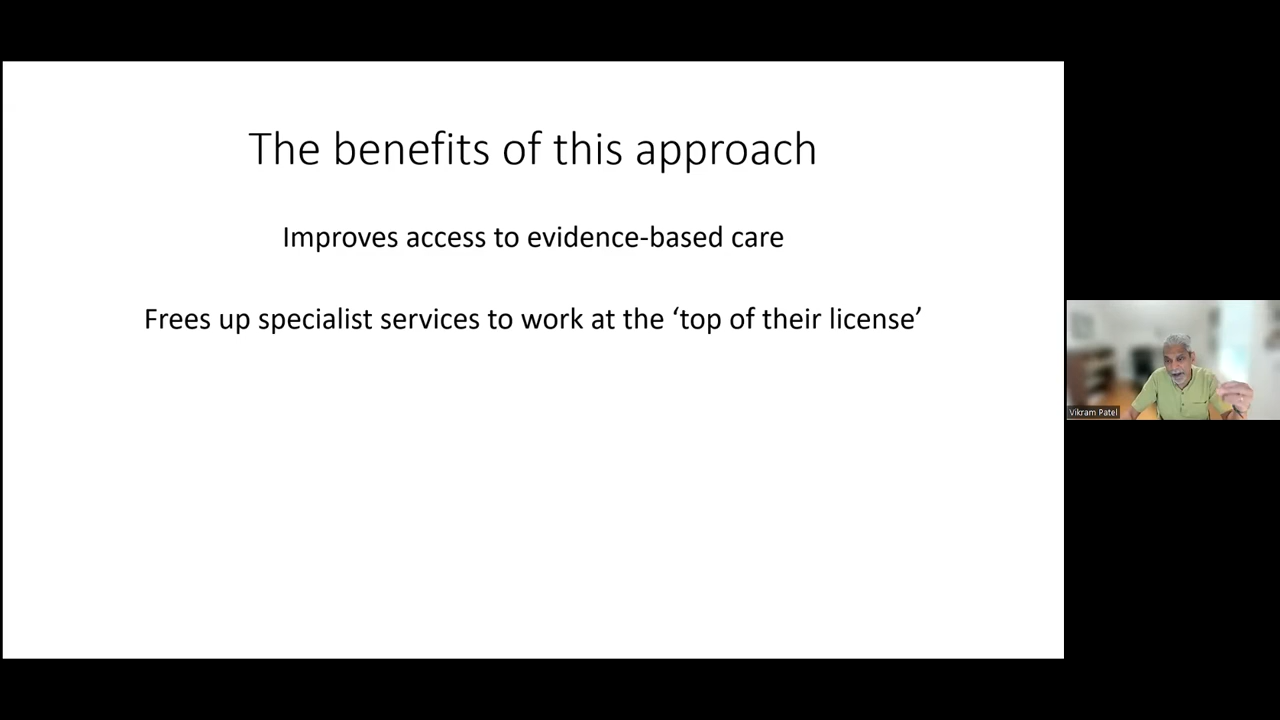 The benefits of this approach
Improves access to evidence-based care
Frees up specialist services to work at the ‘top of their license’
Vikram Patel